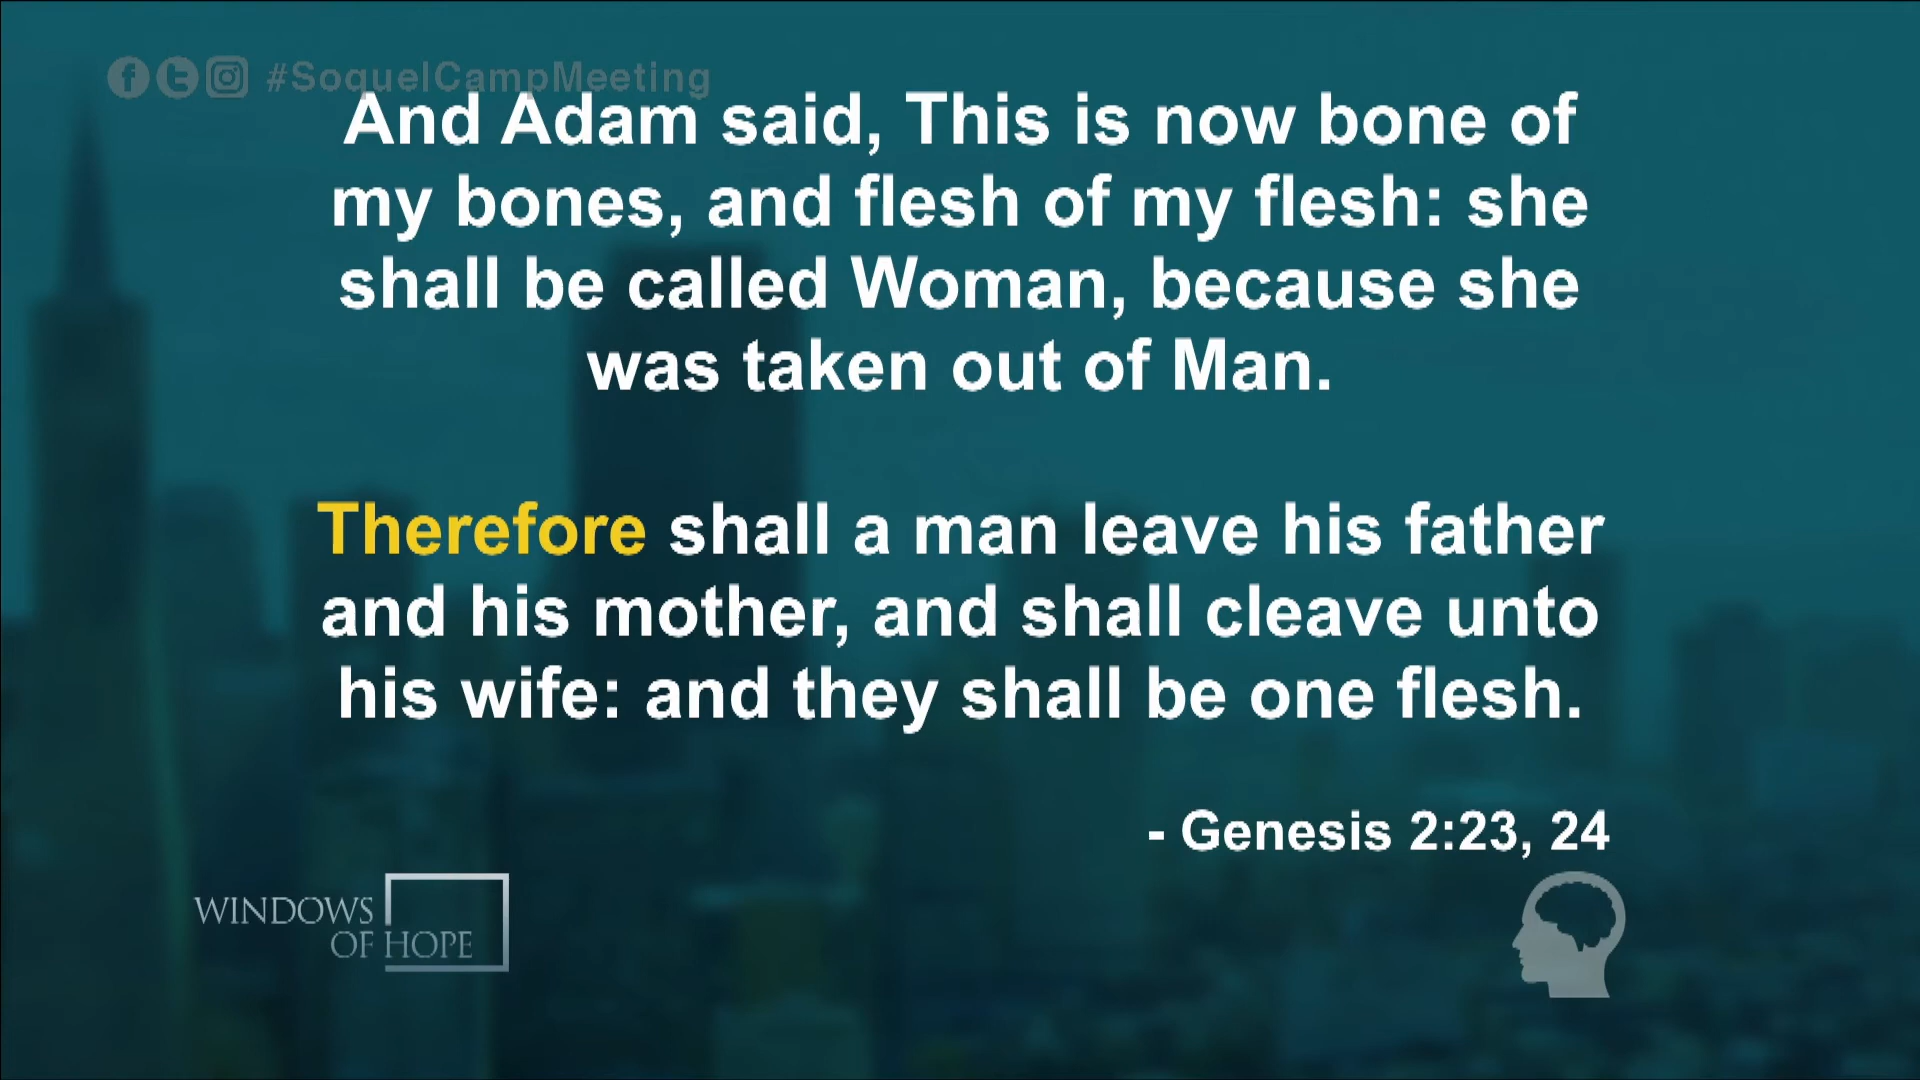 #SoquelCampMeeting
And Adam said, This is now bone of
my bones, and flesh of my flesh: she
shall be called Woman, because she
was taken out of Man.
Therefore shall a man leave his father
and his mother, and shall cleave unto
his wife: and they shall be one flesh.
- Genesis 2:23, 24
WINDOWS
OF HOPE